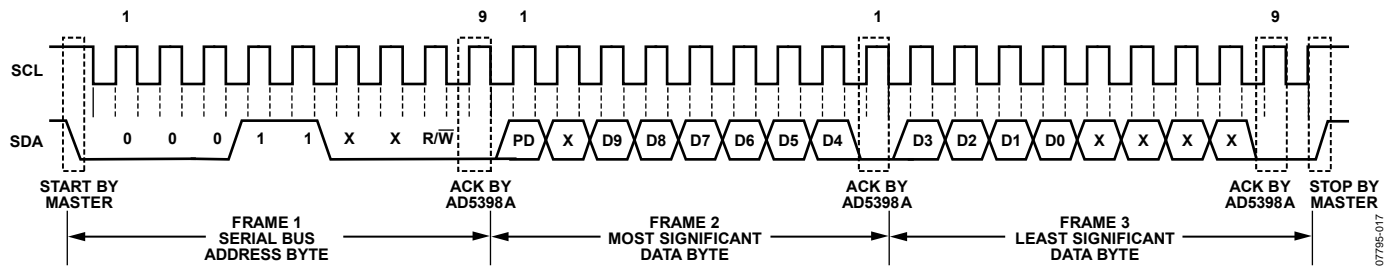 1 9 1 1 9
SCL
SDA 0 0 0 1 1 X X R/W̅ PD X D9 D8 D7 D6 D5 D4 D3 D2 D1 D0 X X X X
START BY
MASTER
ACK BY
AD5398A
ACK BY
AD5398A
ACK BY
AD5398A
STOP BY
MASTER
FRAME 1
SERIAL BUS
ADDRESS BYTE
FRAME 2
MOST SIGNIFICANT
DATA BYTE
FRAME 3
LEAST SIGNIFICANT
DATA BYTE
07795-017